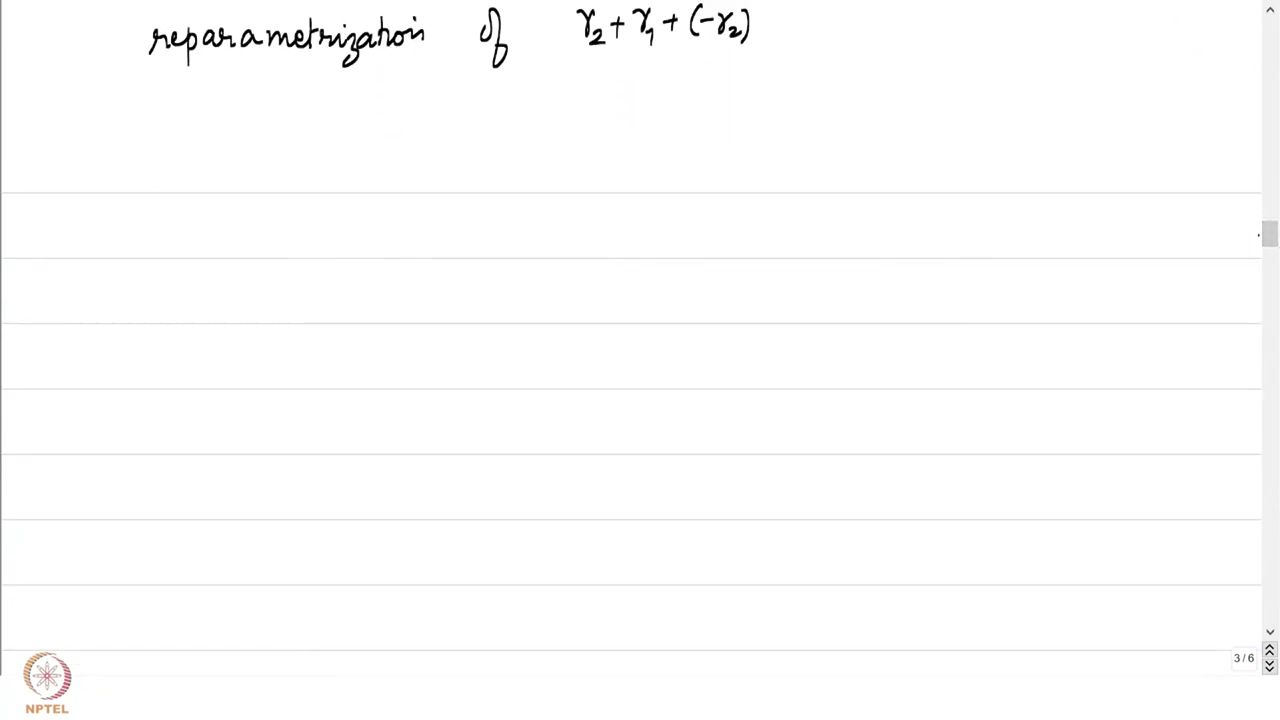 reparametrization of γ₂ + γ₁ + (-γ₂)
3 / 6
NPTEL